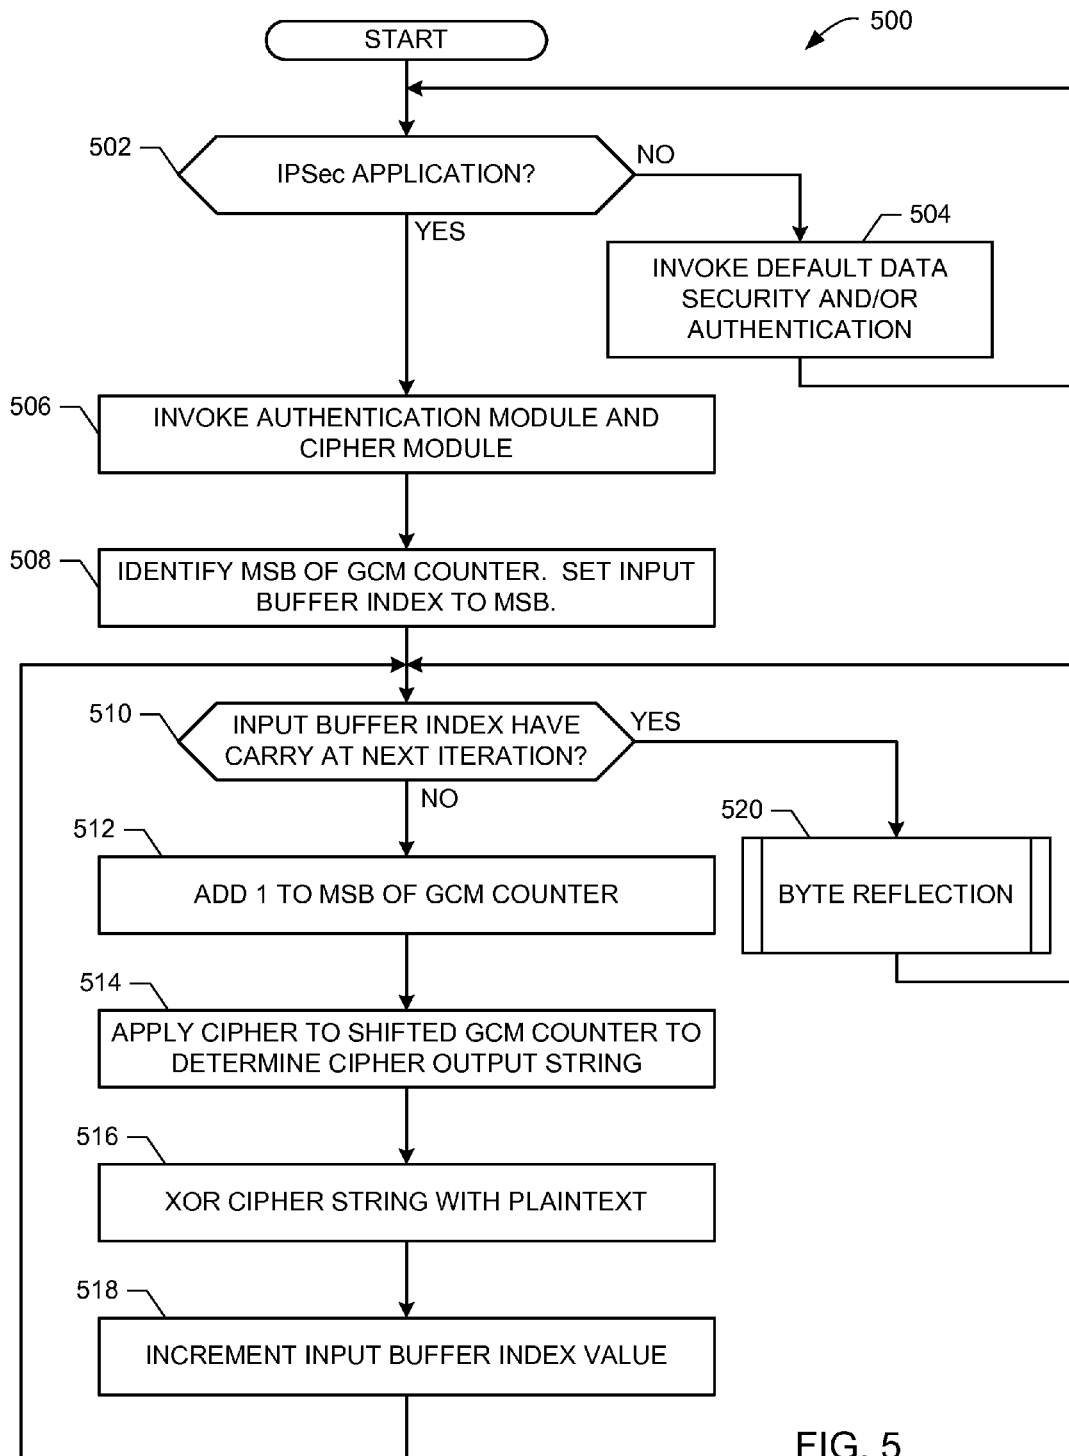 START
500
502
IPSec APPLICATION?
NO
YES
504
INVOKE DEFAULT DATA
SECURITY AND/OR
AUTHENTICATION
506
INVOKE AUTHENTICATION MODULE AND
CIPHER MODULE
508
IDENTIFY MSB OF GCM COUNTER. SET INPUT
BUFFER INDEX TO MSB.
510
INPUT BUFFER INDEX HAVE
CARRY AT NEXT ITERATION?
YES
NO
512
ADD 1 TO MSB OF GCM COUNTER
520
BYTE REFLECTION
514
APPLY CIPHER TO SHIFTED GCM COUNTER TO
DETERMINE CIPHER OUTPUT STRING
516
XOR CIPHER STRING WITH PLAINTEXT
518
INCREMENT INPUT BUFFER INDEX VALUE
FIG. 5